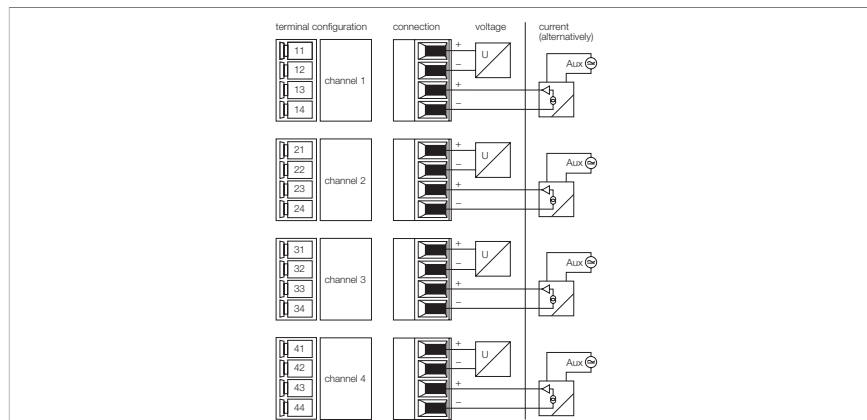 terminal configuration connection voltage current
(alternatively)
11 + U Aux
12 channel 1 −
13 +
14 −
21 + U Aux
22 channel 2 −
23 +
24 −
31 + U Aux
32 channel 3 −
33 +
34 −
41 + U Aux
42 channel 4 −
43 +
44 −